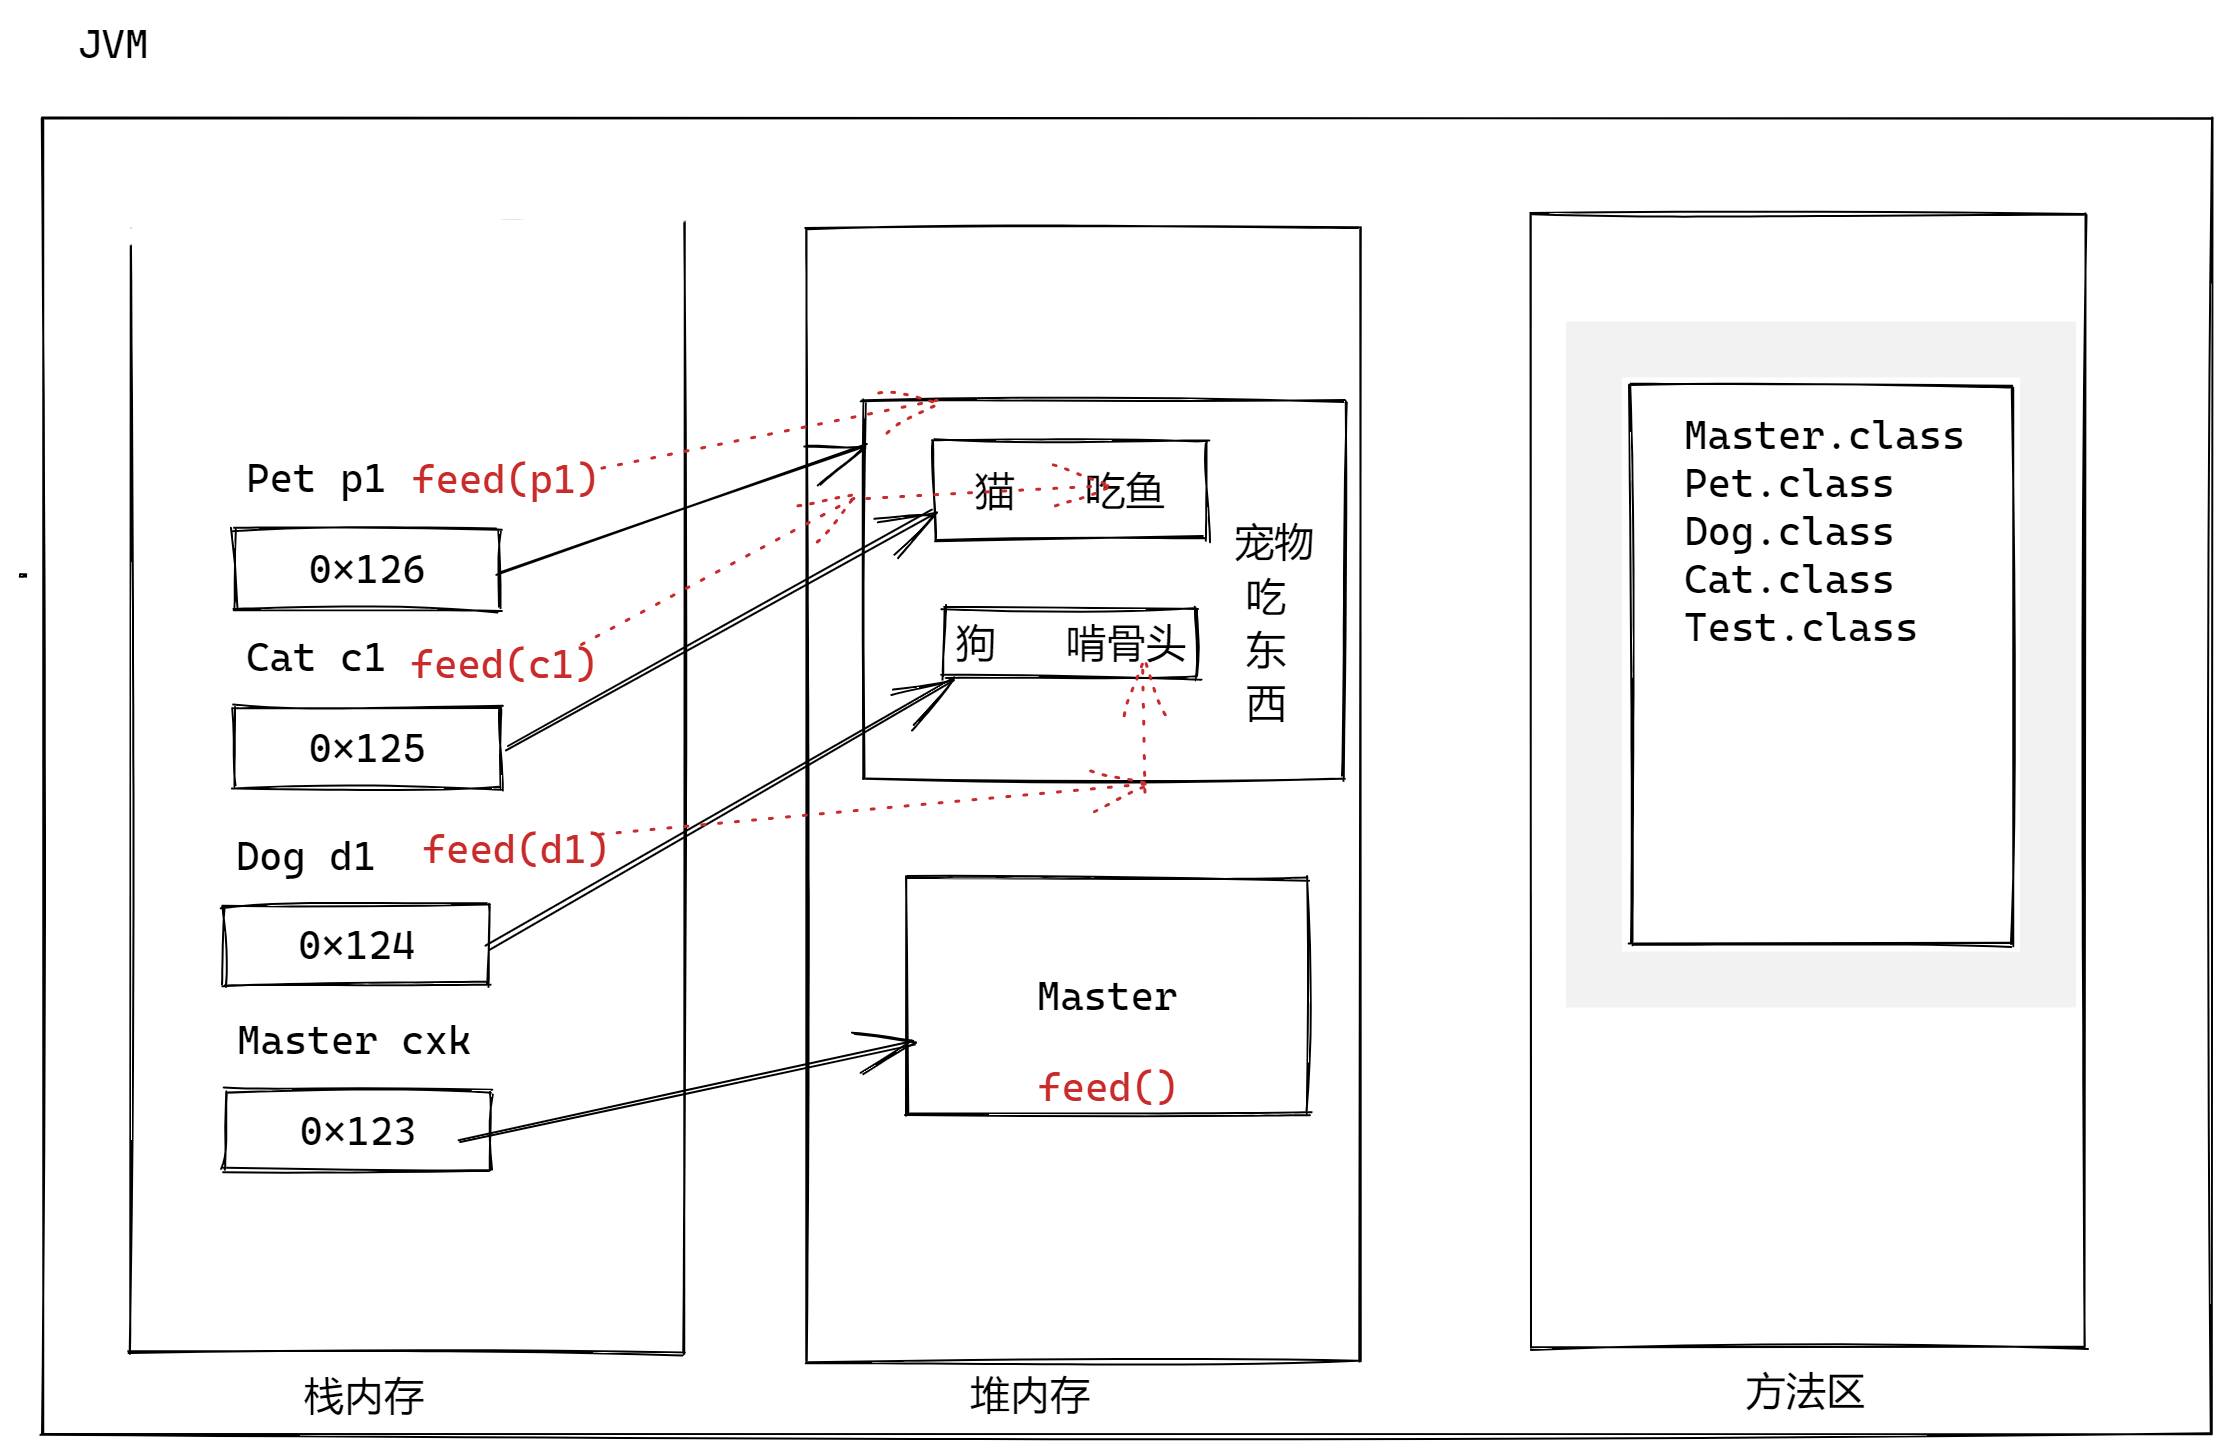 JVM
Pet p1 feed(p1)
0×126
Cat c1 feed(c1)
0×125
Dog d1 feed(d1)
0×124
Master cxk
0×123
栈内存
猫 吃鱼
狗 啃骨头
宠物
吃
东
西
Master
feed()
堆内存
Master.class
Pet.class
Dog.class
Cat.class
Test.class
方法区